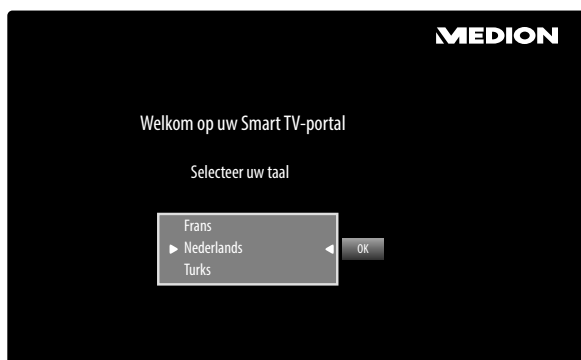 MEDION
Welkom op uw Smart TV-portal
Selecteer uw taal
Frans
Nederlands
OK
Turks